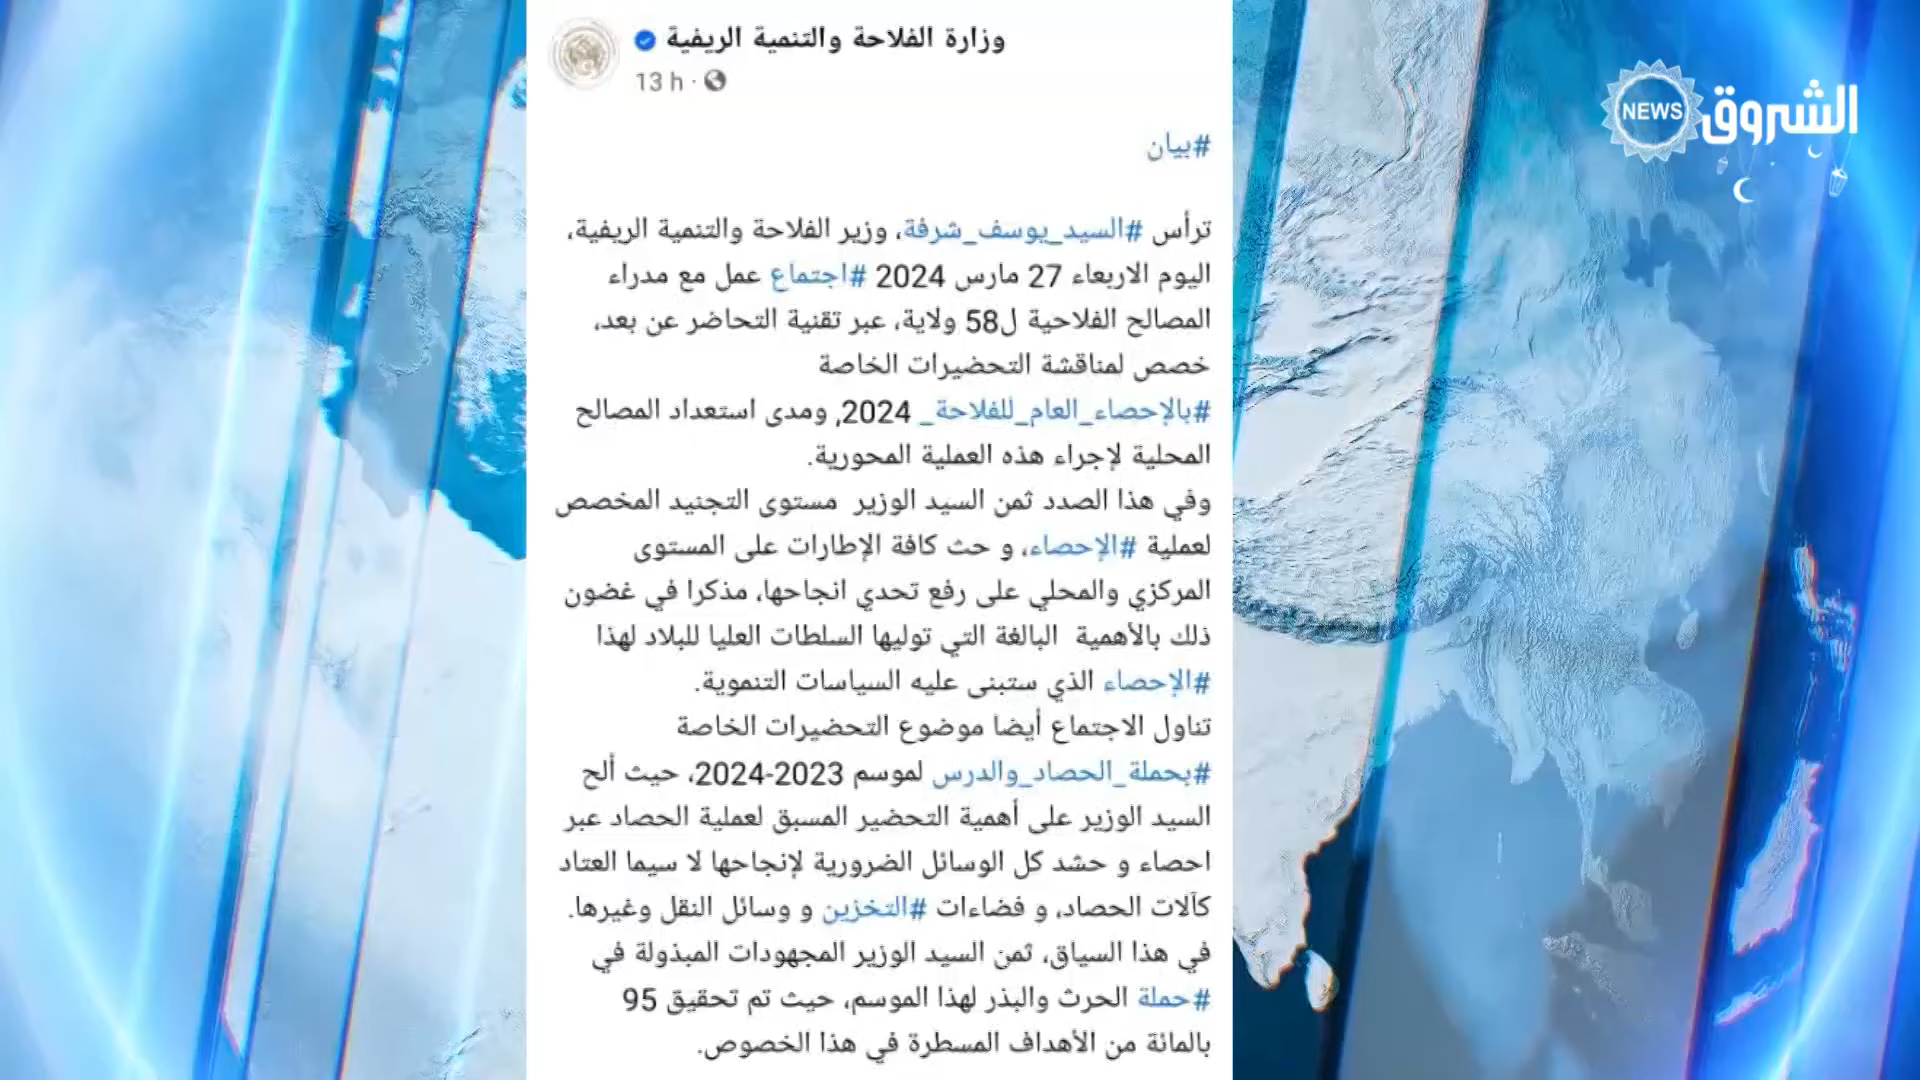 وزارة الفلاحة والتنمية الريفية
13 h ·
#بيان
ترأس #السيد_يوسف_شرفة، وزير الفلاحة والتنمية الريفية،
اليوم الاربعاء 27 مارس 2024 #اجتماع عمل مع مدراء
المصالح الفلاحية ل58 ولاية، عبر تقنية التحاضر عن بعد،
خصص لمناقشة التحضيرات الخاصة
#بالإحصاء_العام_للفلاحة_ 2024, ومدى استعداد المصالح
المحلية لإجراء هذه العملية المحورية.
وفي هذا الصدد ثمن السيد الوزير مستوى التجنيد المخصص
لعملية #الإحصاء، و حث كافة الإطارات على المستوى
المركزي والمحلي على رفع تحدي انجاحها، مذكرا في غضون
ذلك بالأهمية البالغة التي توليها السلطات العليا للبلاد لهذا
#الإحصاء الذي ستبنى عليه السياسات التنموية.
تناول الاجتماع أيضا موضوع التحضيرات الخاصة
#بحملة_الحصاد_والدرس لموسم 2023-2024، حيث ألح
السيد الوزير على أهمية التحضير المسبق لعملية الحصاد عبر
احصاء و حشد كل الوسائل الضرورية لإنجاحها لا سيما العتاد
كآلات الحصاد، و فضاءات #التخزين و وسائل النقل وغيرها.
في هذا السياق، ثمن السيد الوزير المجهودات المبذولة في
#حملة الحرث والبذر لهذا الموسم، حيث تم تحقيق 95
بالمائة من الأهداف المسطرة في هذا الخصوص.
الشروق NEWS